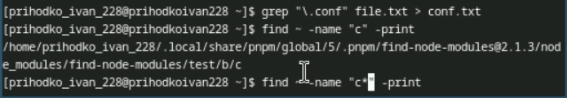 [prihodko_ivan_228@prihodkoivan228 ~]$ grep "\.conf" file.txt > conf.txt
[prihodko_ivan_228@prihodkoivan228 ~]$ find ~ -name "c" -print
/home/prihodko_ivan_228/.local/share/pnpm/global/5/.pnpm/find-node-modules@2.1.3/nod
e_modules/find-node-modules/test/b/c
[prihodko_ivan_228@prihodkoivan228 ~]$ find ~ -name "c*" -print